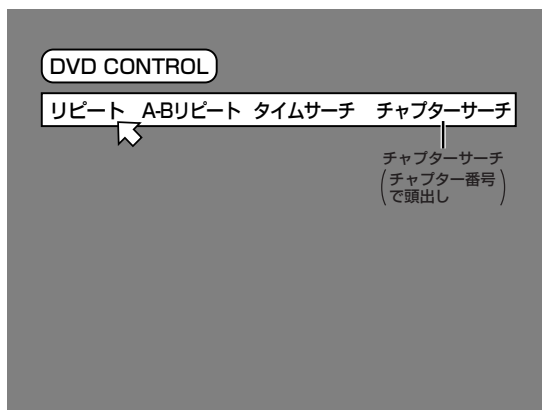 DVD CONTROL
リピート A-Bリピート タイムサーチ チャプターサーチ
チャプターサーチ
(チャプター番号
で頭出し)